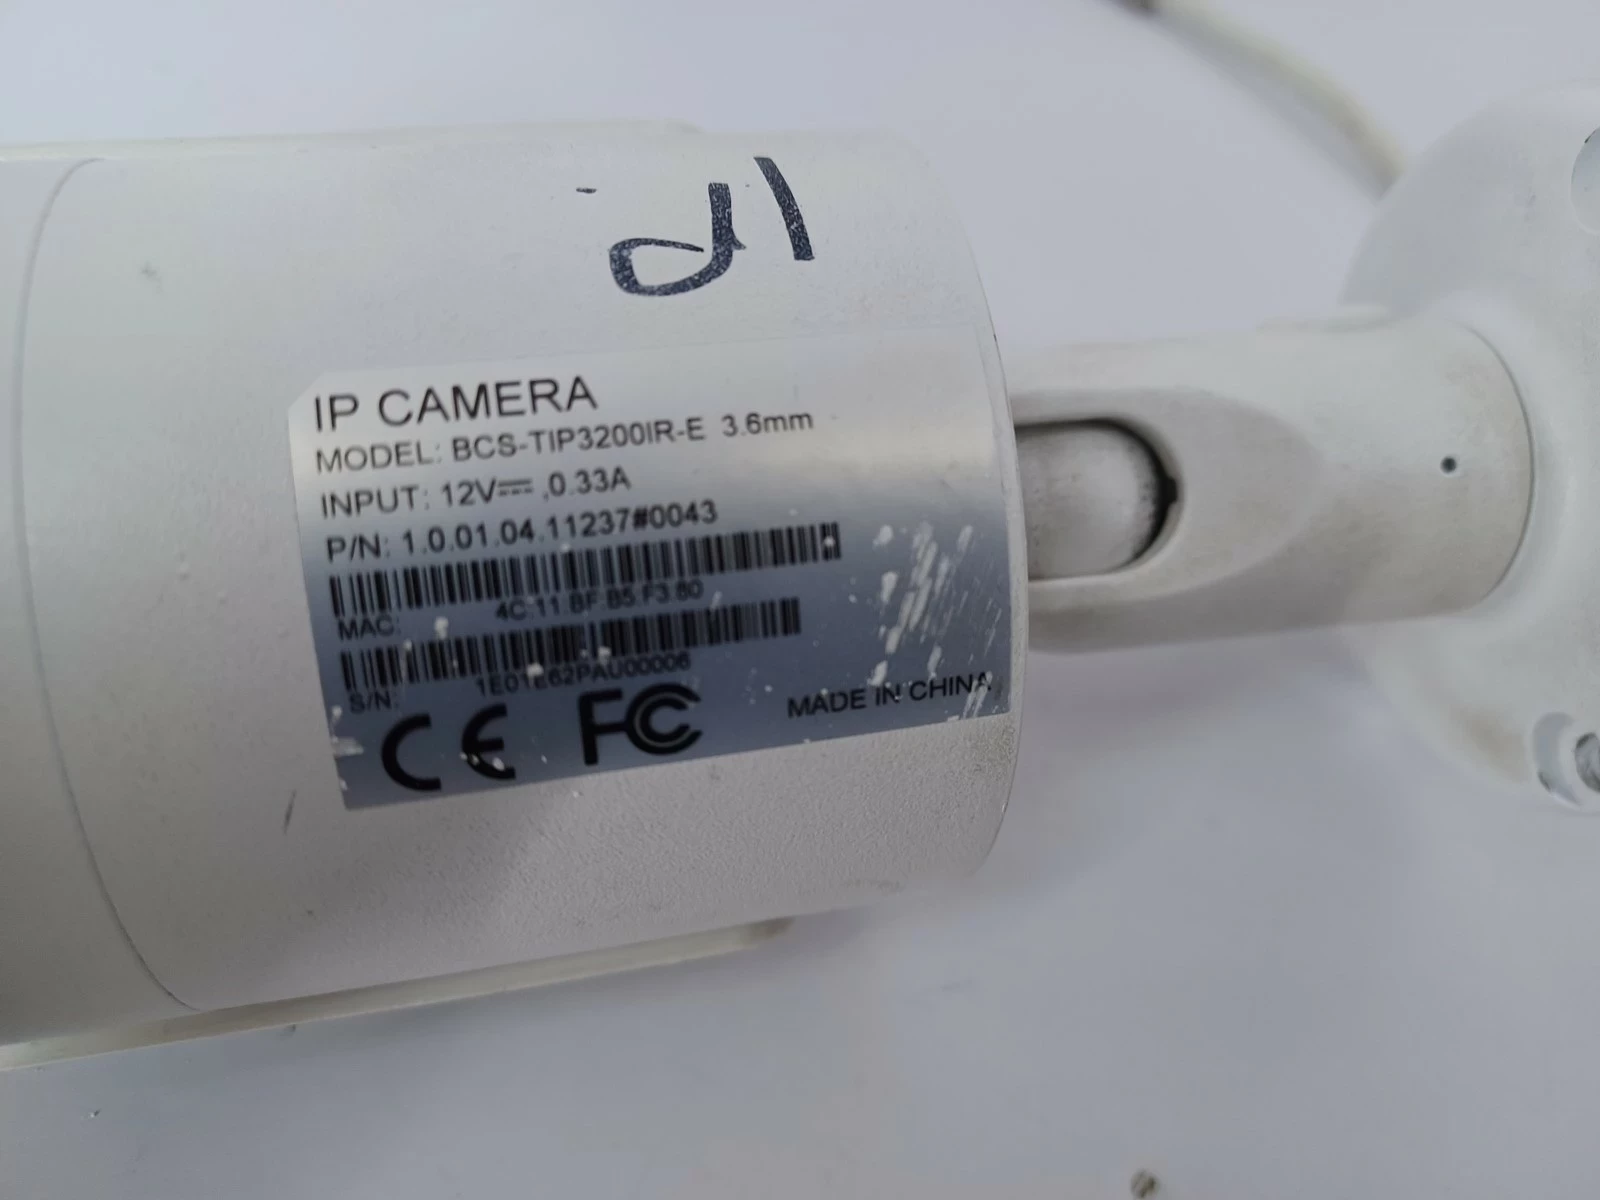 IP
IP CAMERA
MODEL: BCS-TIP3200IR-E 3.6mm
INPUT: 12V⎓ ,0.33A
P/N: 1.0.01.04.11237#0043
MAC: 4C:11:BF:B5:F3:80
S/N: 1E01E62PAU00006
CE FC MADE IN CHINA